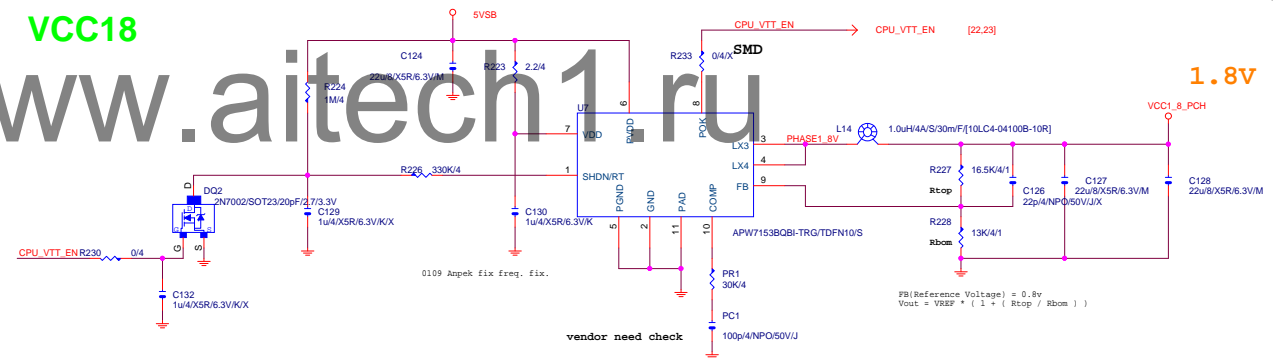 VCC18
www.aitech1.ru
5VSB
C124
22u/8/X5R/6.3V/M
R223
2.2/4
R224
1M/4
CPU_VTT_EN
CPU_VTT_EN
[22,23]
R233
0/4/X
SMD
1.8V
VCC1_8_PCH
U7
6
8
PVDD
POK
7
VDD
1
SHDN/RT
LX3
3
LX4
4
FB
9
PHASE1_8V
L14
1.0uH/4A/S/30m/F/[10LC4-04100B-10R]
R226
330K/4
PGND
GND
PAD
COMP
5
2
11
10
APW7153BQBI-TRG/TDFN10/S
R227
16.5K/4/1
Rtop
C126
22p/4/NPO/50V/J/X
C127
22u/8/X5R/6.3V/M
C128
22u/8/X5R/6.3V/M
R228
13K/4/1
Rbom
D
DQ2
2N7002/SOT23/20pF/2.7/3.3V
G
S
C129
1u/4/X5R/6.3V/K/X
C130
1u/4/X5R/6.3V/K
CPU_VTT_EN
R230
0/4
C132
1u/4/X5R/6.3V/K/X
0109 Anpek fix freq. fix.
PR1
30K/4
PC1
100p/4/NPO/50V/J
vendor need check
FB(Reference Voltage) = 0.8v
Vout = VREF * ( 1 + ( Rtop / Rbom ) )